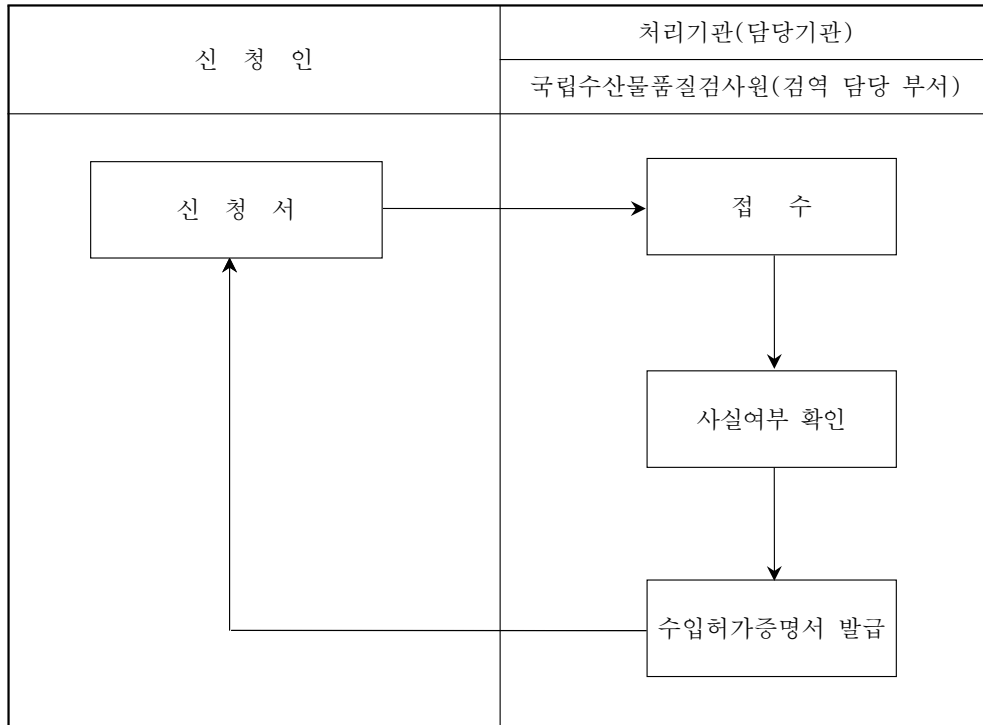 신 청 인
처리기관(담당기관)
국립수산물품질검사원(검역 담당 부서)
신 청 서
접 수
사실여부 확인
수입허가증명서 발급